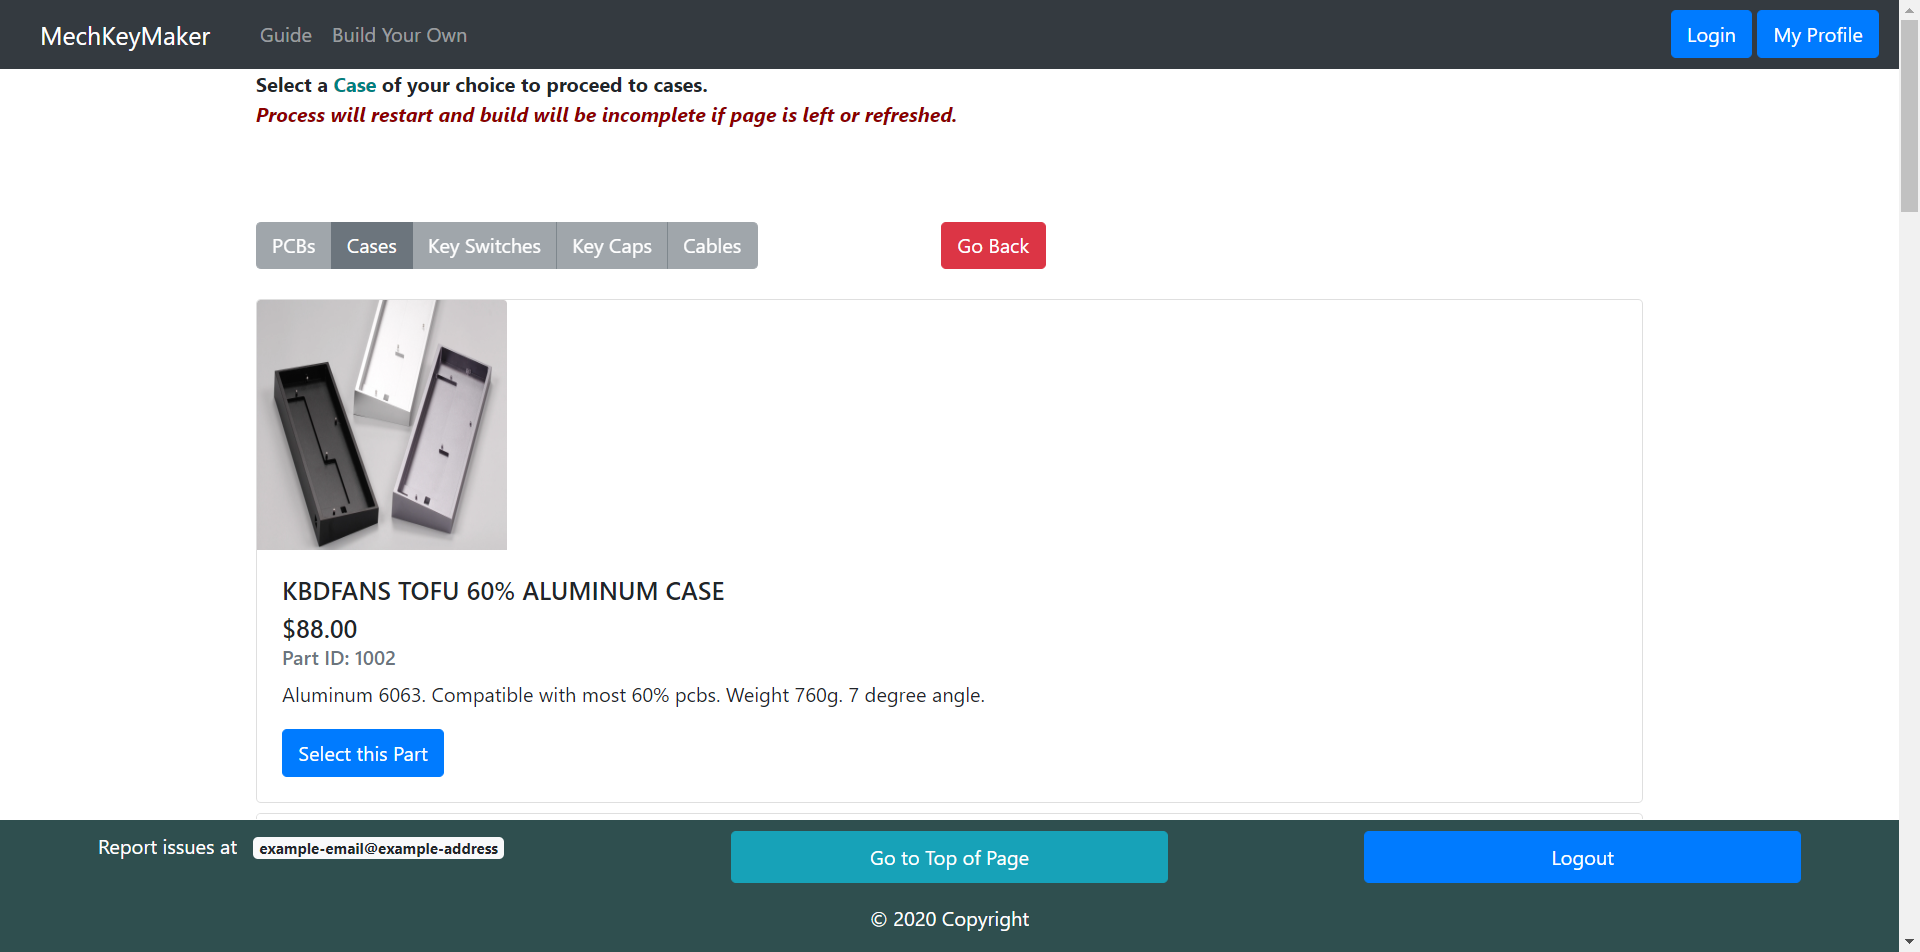 MechKeyMaker Guide Build Your Own Login My Profile
Select a Case of your choice to proceed to cases.
Process will restart and build will be incomplete if page is left or refreshed.
PCBs Cases Key Switches Key Caps Cables Go Back
KBDFANS TOFU 60% ALUMINUM CASE
$88.00
Part ID: 1002
Aluminum 6063. Compatible with most 60% pcbs. Weight 760g. 7 degree angle.
Select this Part
Report issues at example-email@example-address Go to Top of Page Logout
© 2020 Copyright